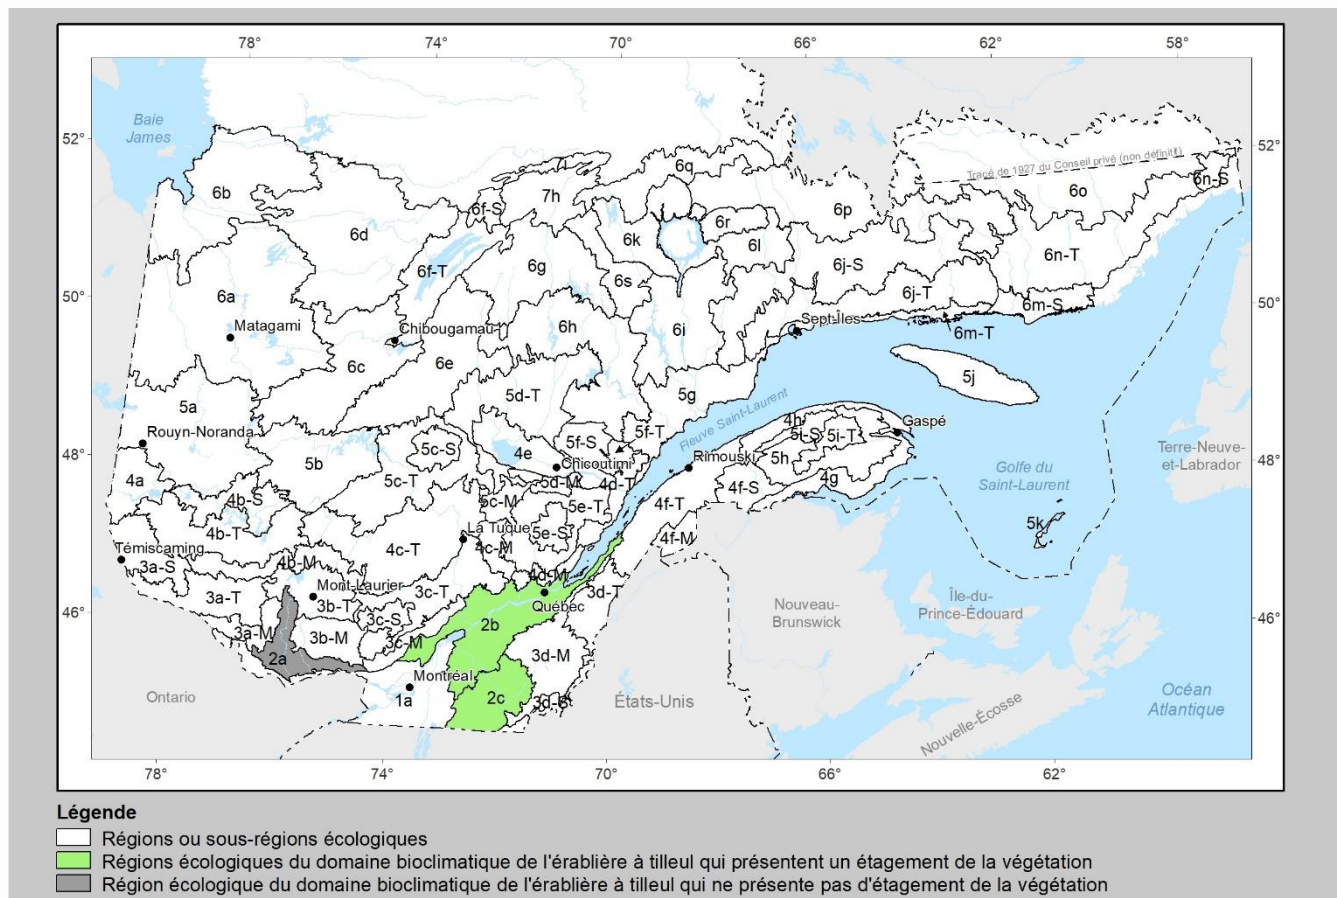 78°
74°
70°
66°
62°
58°
52°
52°
50°
50°
48°
48°
46°
46°
Baie
James
Tracé de 1927 du Conseil privé (non définitif)
6q
6n-S
6b
7h
6o
6f-S
6p
6r
6d
6k
6l
6n-T
6f-T
6g
6j-S
6s
6a
6j-T
6m-S
Matagami
Chibougamau
6h
6i
Sept-Îles
6m-T
6c
6e
5j
5a
5d-T
5g
Fleuve Saint-Laurent
Rouyn-Noranda
5f-S
5f-T
4h
Gaspé
5i-S
5i-T
5c-S
4e
Rimouski
Terre-Neuve-
et-Labrador
5b
Chicoutimi
5h
Golfe du
Saint-Laurent
4a
5c-T
5d-M
4d-T
4f-S
4g
4b-S
5c-M
5e-T
4f-T
5k
4b-T
La Tuque
5e-S
4f-M
Témiscaming
3a-S
4c-T
4c-M
4b-M
4d-M
Mont-Laurier
3a-T
3b-T
3c-T
3d-T
Québec
Île-du-
Prince-Édouard
Nouveau-
Brunswick
3c-S
3a-M
3b-M
3c-M
2b
2a
3d-M
Montréal
1a
2c
3d-S
Ontario
États-Unis
Nouvelle-Écosse
Océan
Atlantique
78°
74°
70°
66°
62°
Légende
Régions ou sous-régions écologiques
Régions écologiques du domaine bioclimatique de l'érablière à tilleul qui présentent un étagement de la végétation
Région écologique du domaine bioclimatique de l'érablière à tilleul qui ne présente pas d'étagement de la végétation